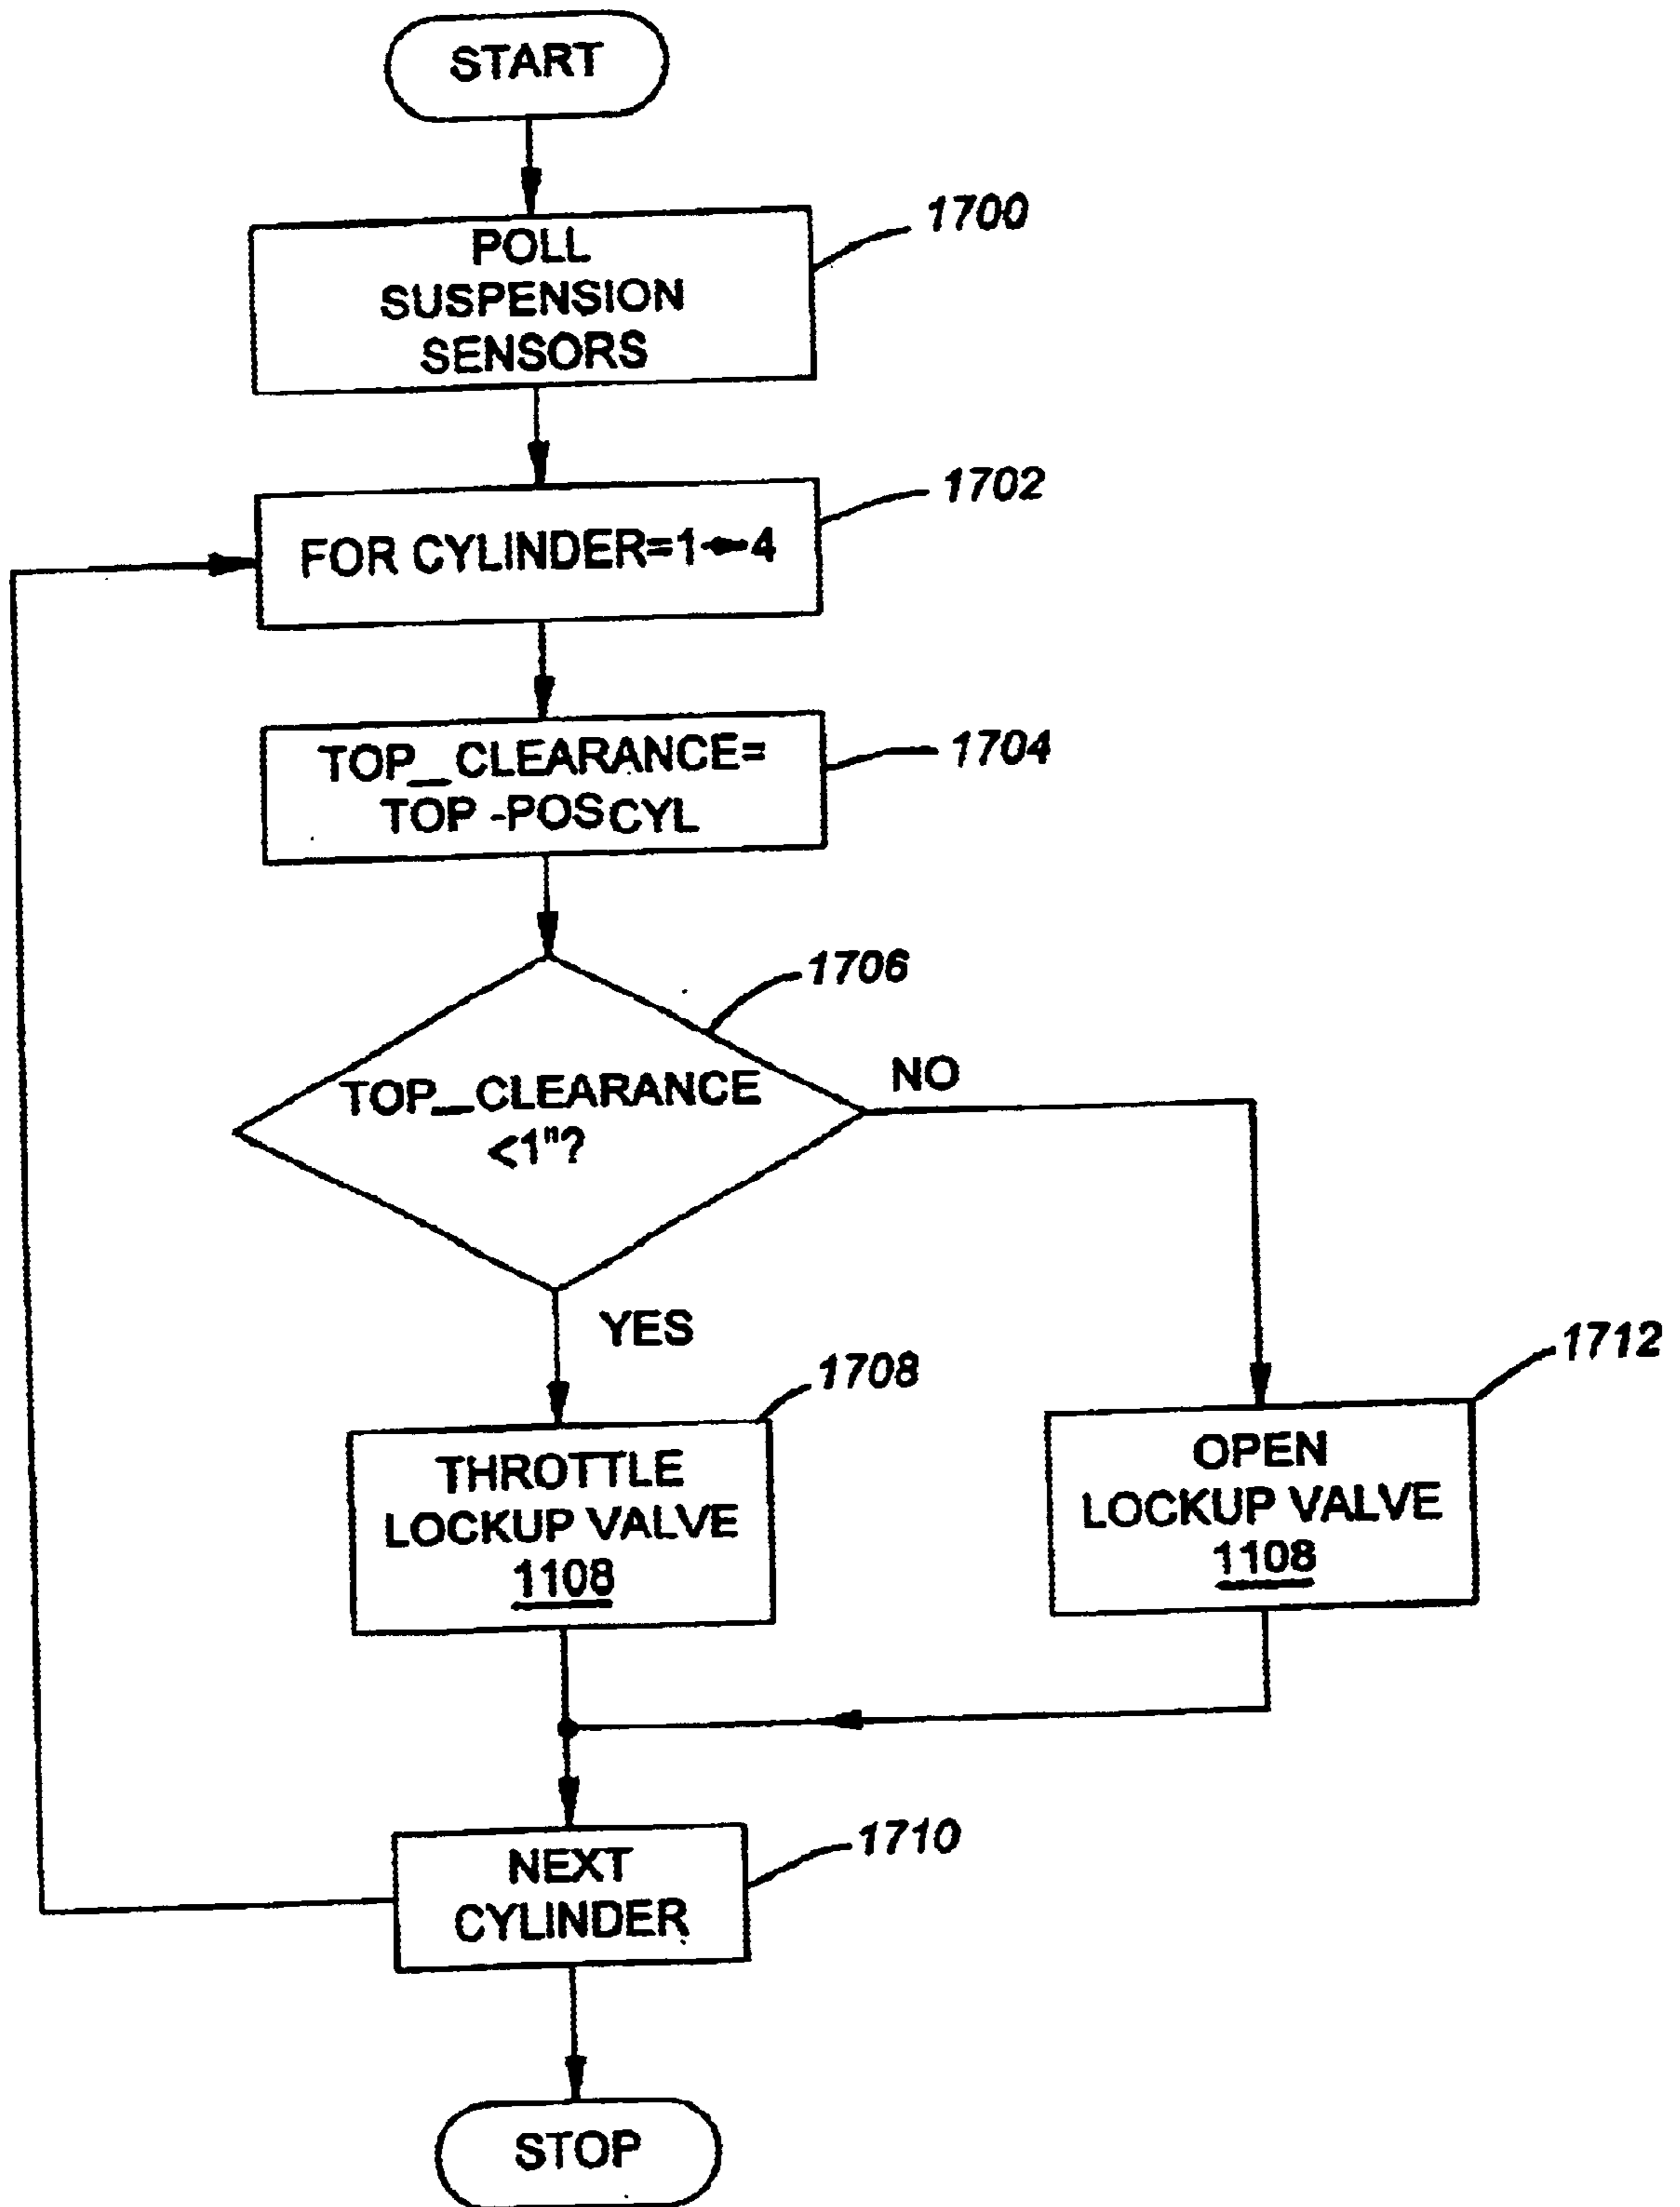 START
1700
POLL
SUSPENSION
SENSORS
1702
FOR CYLINDER=1←4
1704
TOP_CLEARANCE=
TOP -POSCYL
1706
TOP_CLEARANCE
<1"?
NO
YES
1708
THROTTLE
LOCKUP VALVE
1108
1712
OPEN
LOCKUP VALVE
1108
1710
NEXT
CYLINDER
STOP